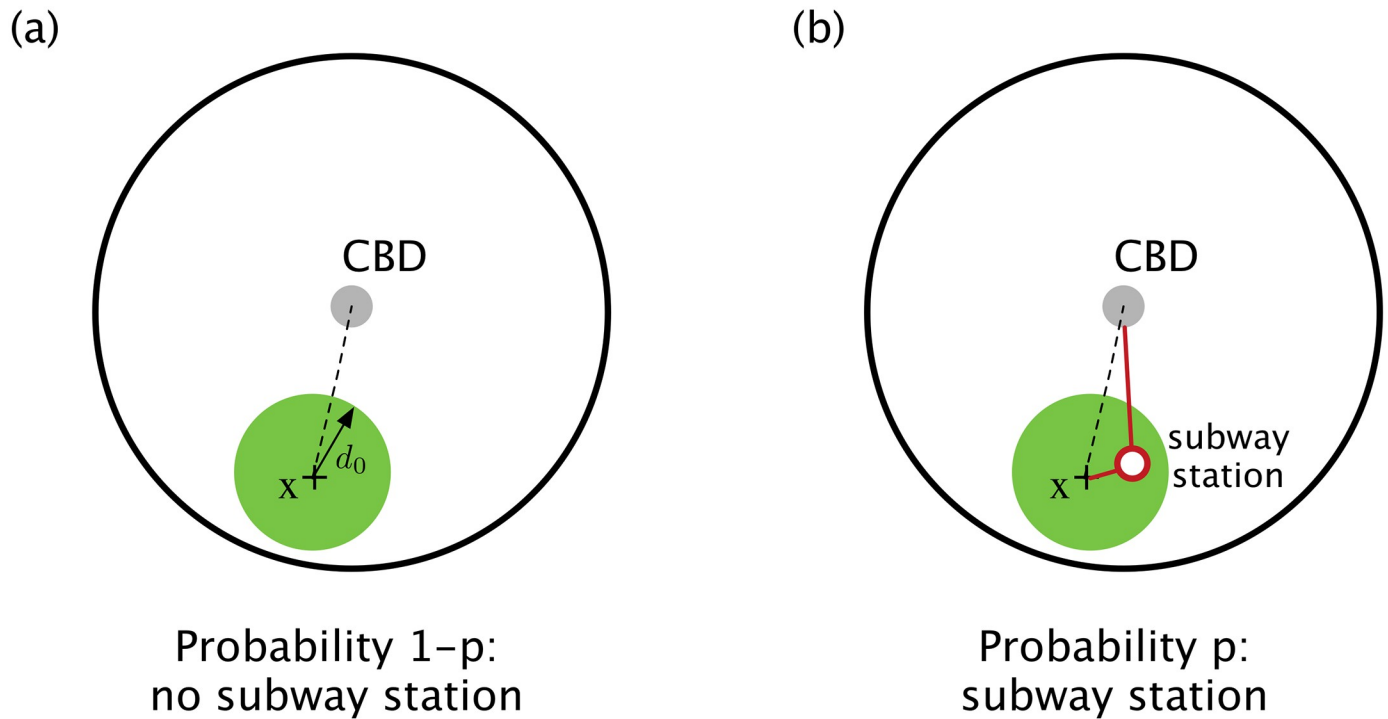 (a)
CBD
d₀
x
Probability 1−p:
no subway station
(b)
CBD
subway
station
x
Probability p:
subway station